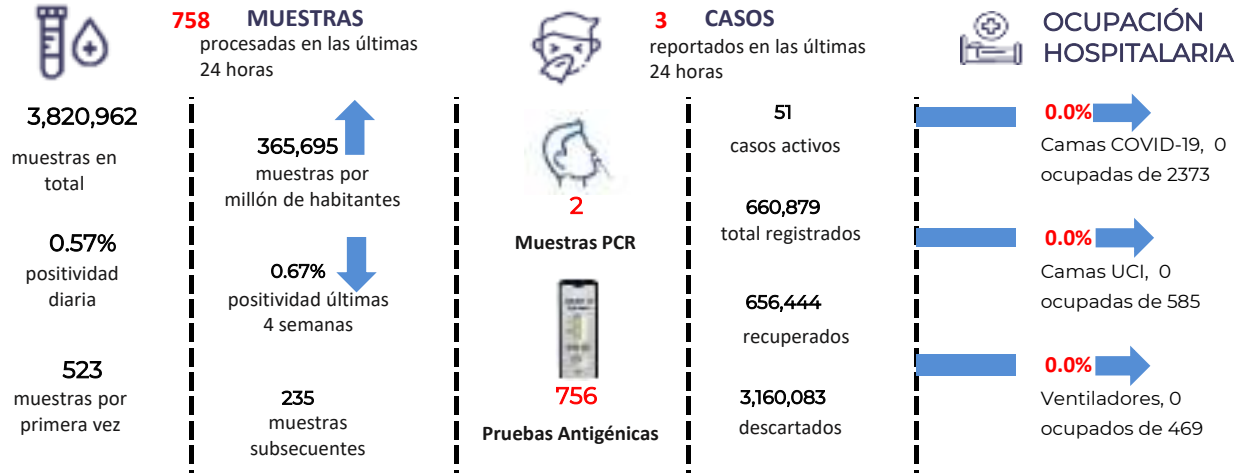 758 MUESTRAS
procesadas en las últimas
24 horas
3 CASOS
reportados en las últimas
24 horas
OCUPACIÓN
HOSPITALARIA
3,820,962
muestras en
total
0.57%
positividad
diaria
523
muestras por
primera vez
365,695
muestras por
millón de habitantes
0.67%
positividad últimas
4 semanas
235
muestras
subsecuentes
2
Muestras PCR
756
Pruebas Antigénicas
51
casos activos
660,879
total registrados
656,444
recuperados
3,160,083
descartados
0.0%
Camas COVID-19, 0
ocupadas de 2373
0.0%
Camas UCI, 0
ocupadas de 585
0.0%
Ventiladores, 0
ocupados de 469